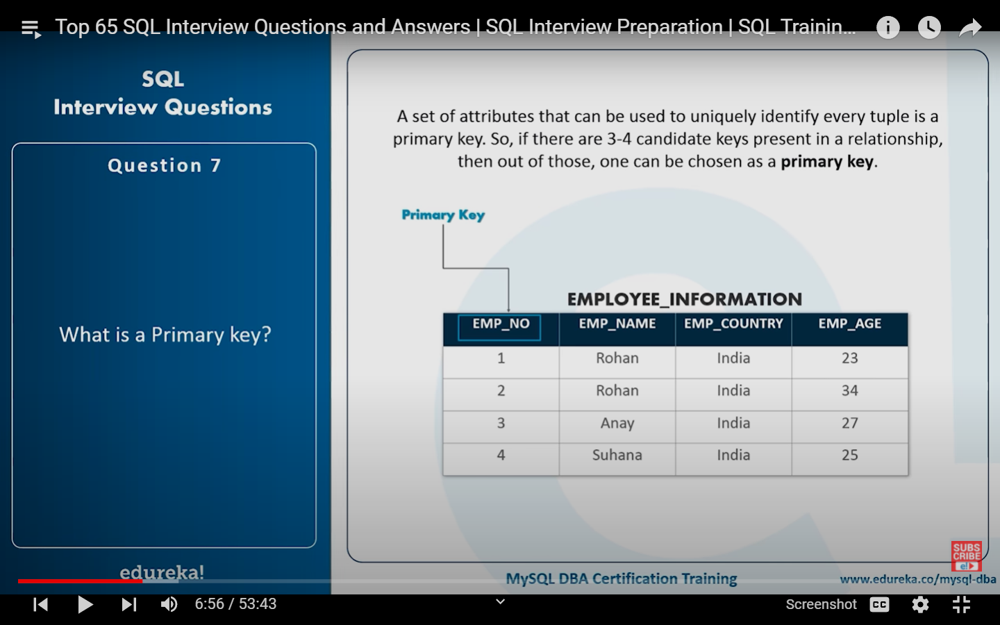 Top 65 SQL Interview Questions and Answers | SQL Interview Preparation | SQL Trainin...
SQL
Interview Questions
Question 7
What is a Primary key?
edureka!
A set of attributes that can be used to uniquely identify every tuple is a
primary key. So, if there are 3-4 candidate keys present in a relationship,
then out of those, one can be chosen as a primary key.
Primary Key
EMPLOYEE_INFORMATION
EMP_NO EMP_NAME EMP_COUNTRY EMP_AGE
1 Rohan India 23
2 Rohan India 34
3 Anay India 27
4 Suhana India 25
SUBS
CRIBE
e!
MySQL DBA Certification Training
www.edureka.co/mysql-dba
6:56 / 53:43
Screenshot
CC